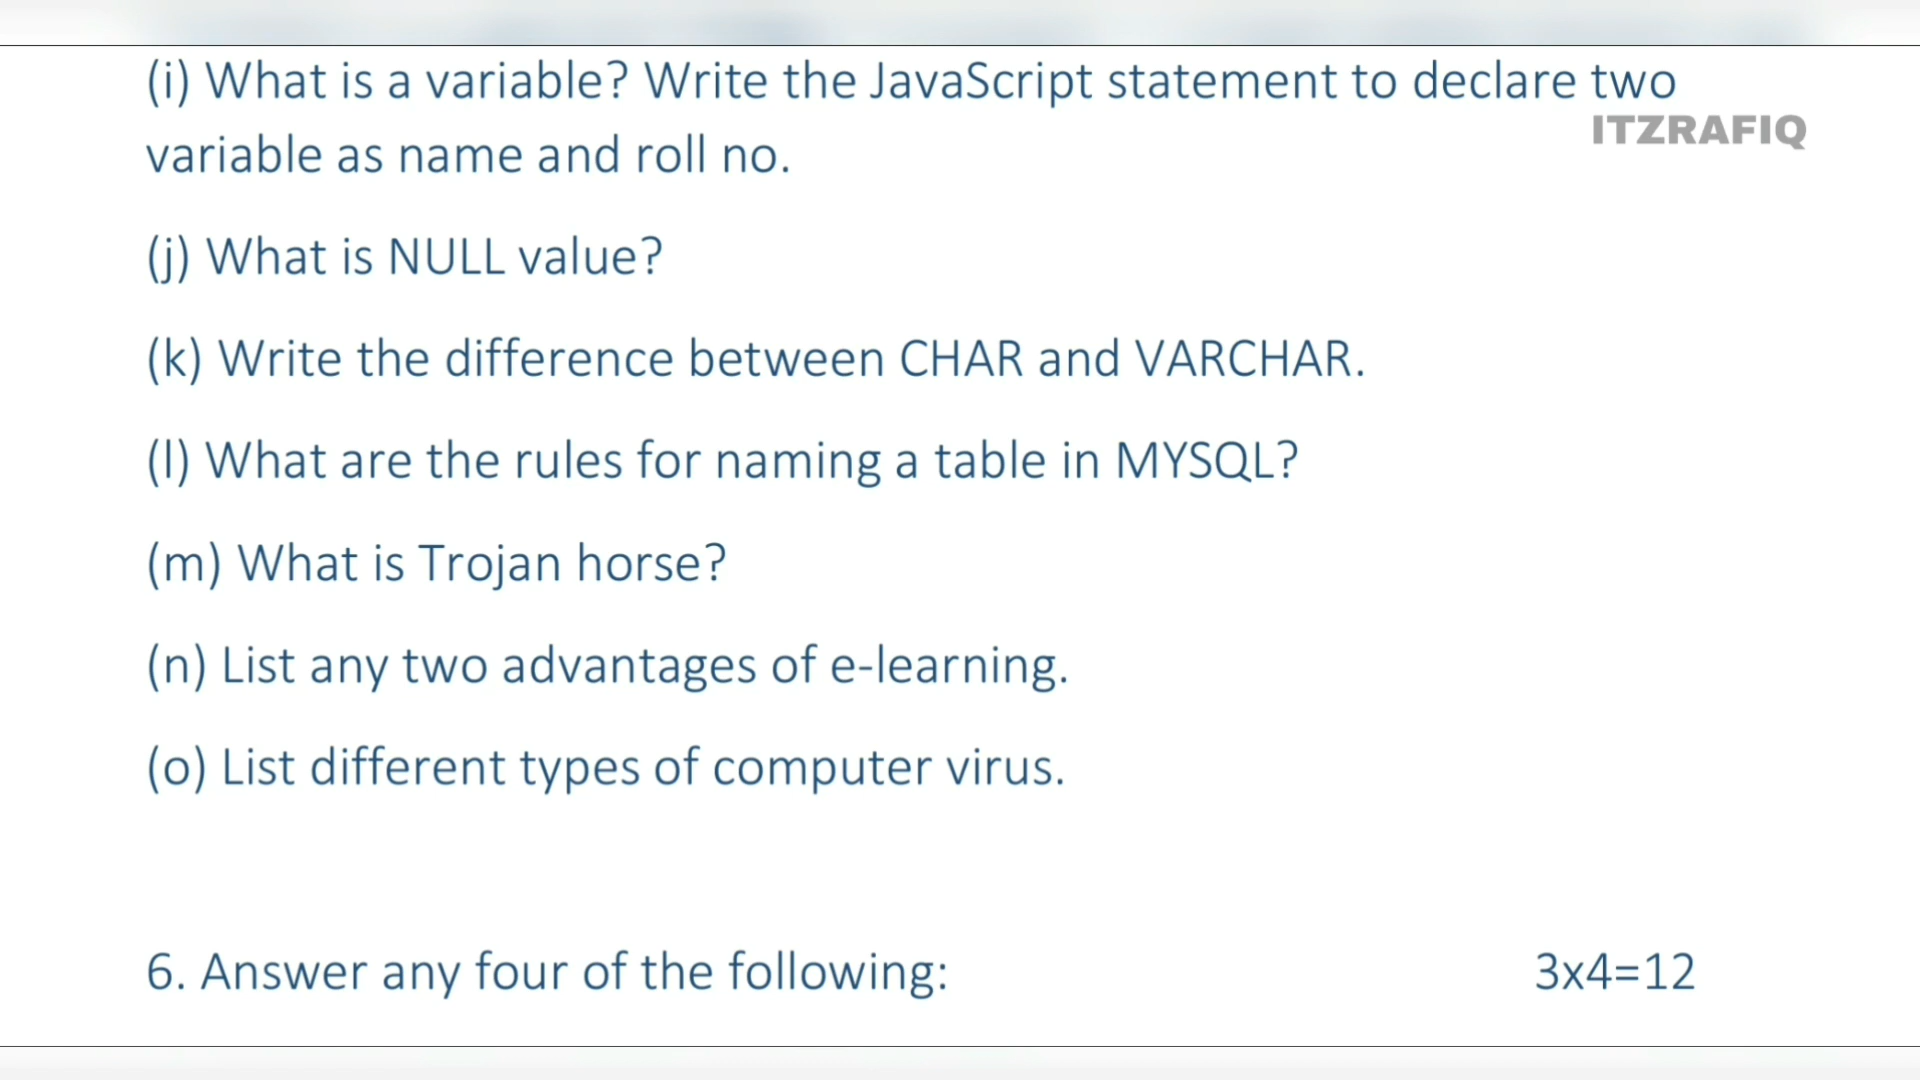 (i) What is a variable? Write the JavaScript statement to declare two
ITZRAFIQ
variable as name and roll no.
(j) What is NULL value?
(k) Write the difference between CHAR and VARCHAR.
(l) What are the rules for naming a table in MYSQL?
(m) What is Trojan horse?
(n) List any two advantages of e-learning.
(o) List different types of computer virus.
6. Answer any four of the following: 3x4=12